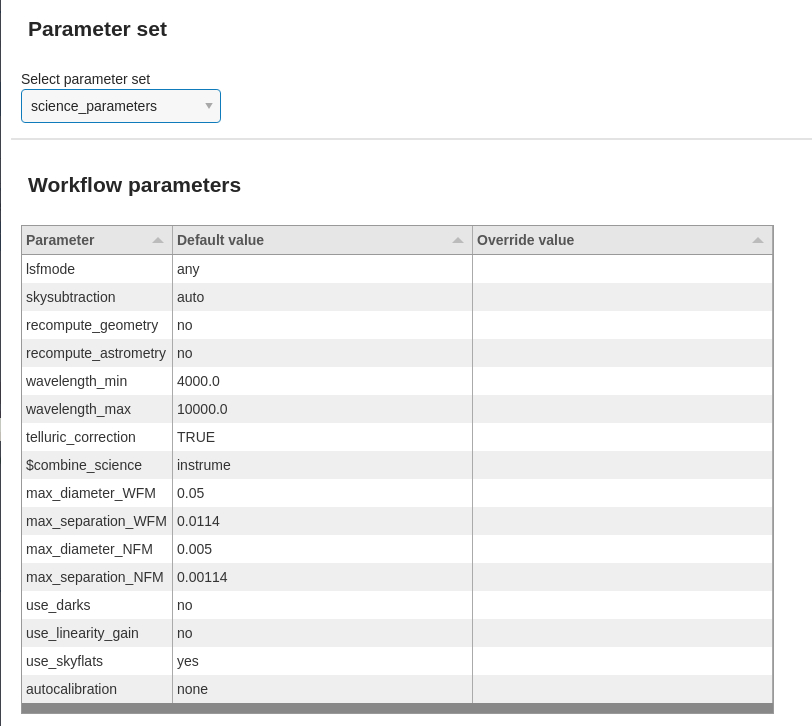 Parameter set
Select parameter set
science_parameters
Workflow parameters
Parameter Default value Override value
lsfmode any
skysubtraction auto
recompute_geometry no
recompute_astrometry no
wavelength_min 4000.0
wavelength_max 10000.0
telluric_correction TRUE
$combine_science instrume
max_diameter_WFM 0.05
max_separation_WFM 0.0114
max_diameter_NFM 0.005
max_separation_NFM 0.00114
use_darks no
use_linearity_gain no
use_skyflats yes
autocalibration none